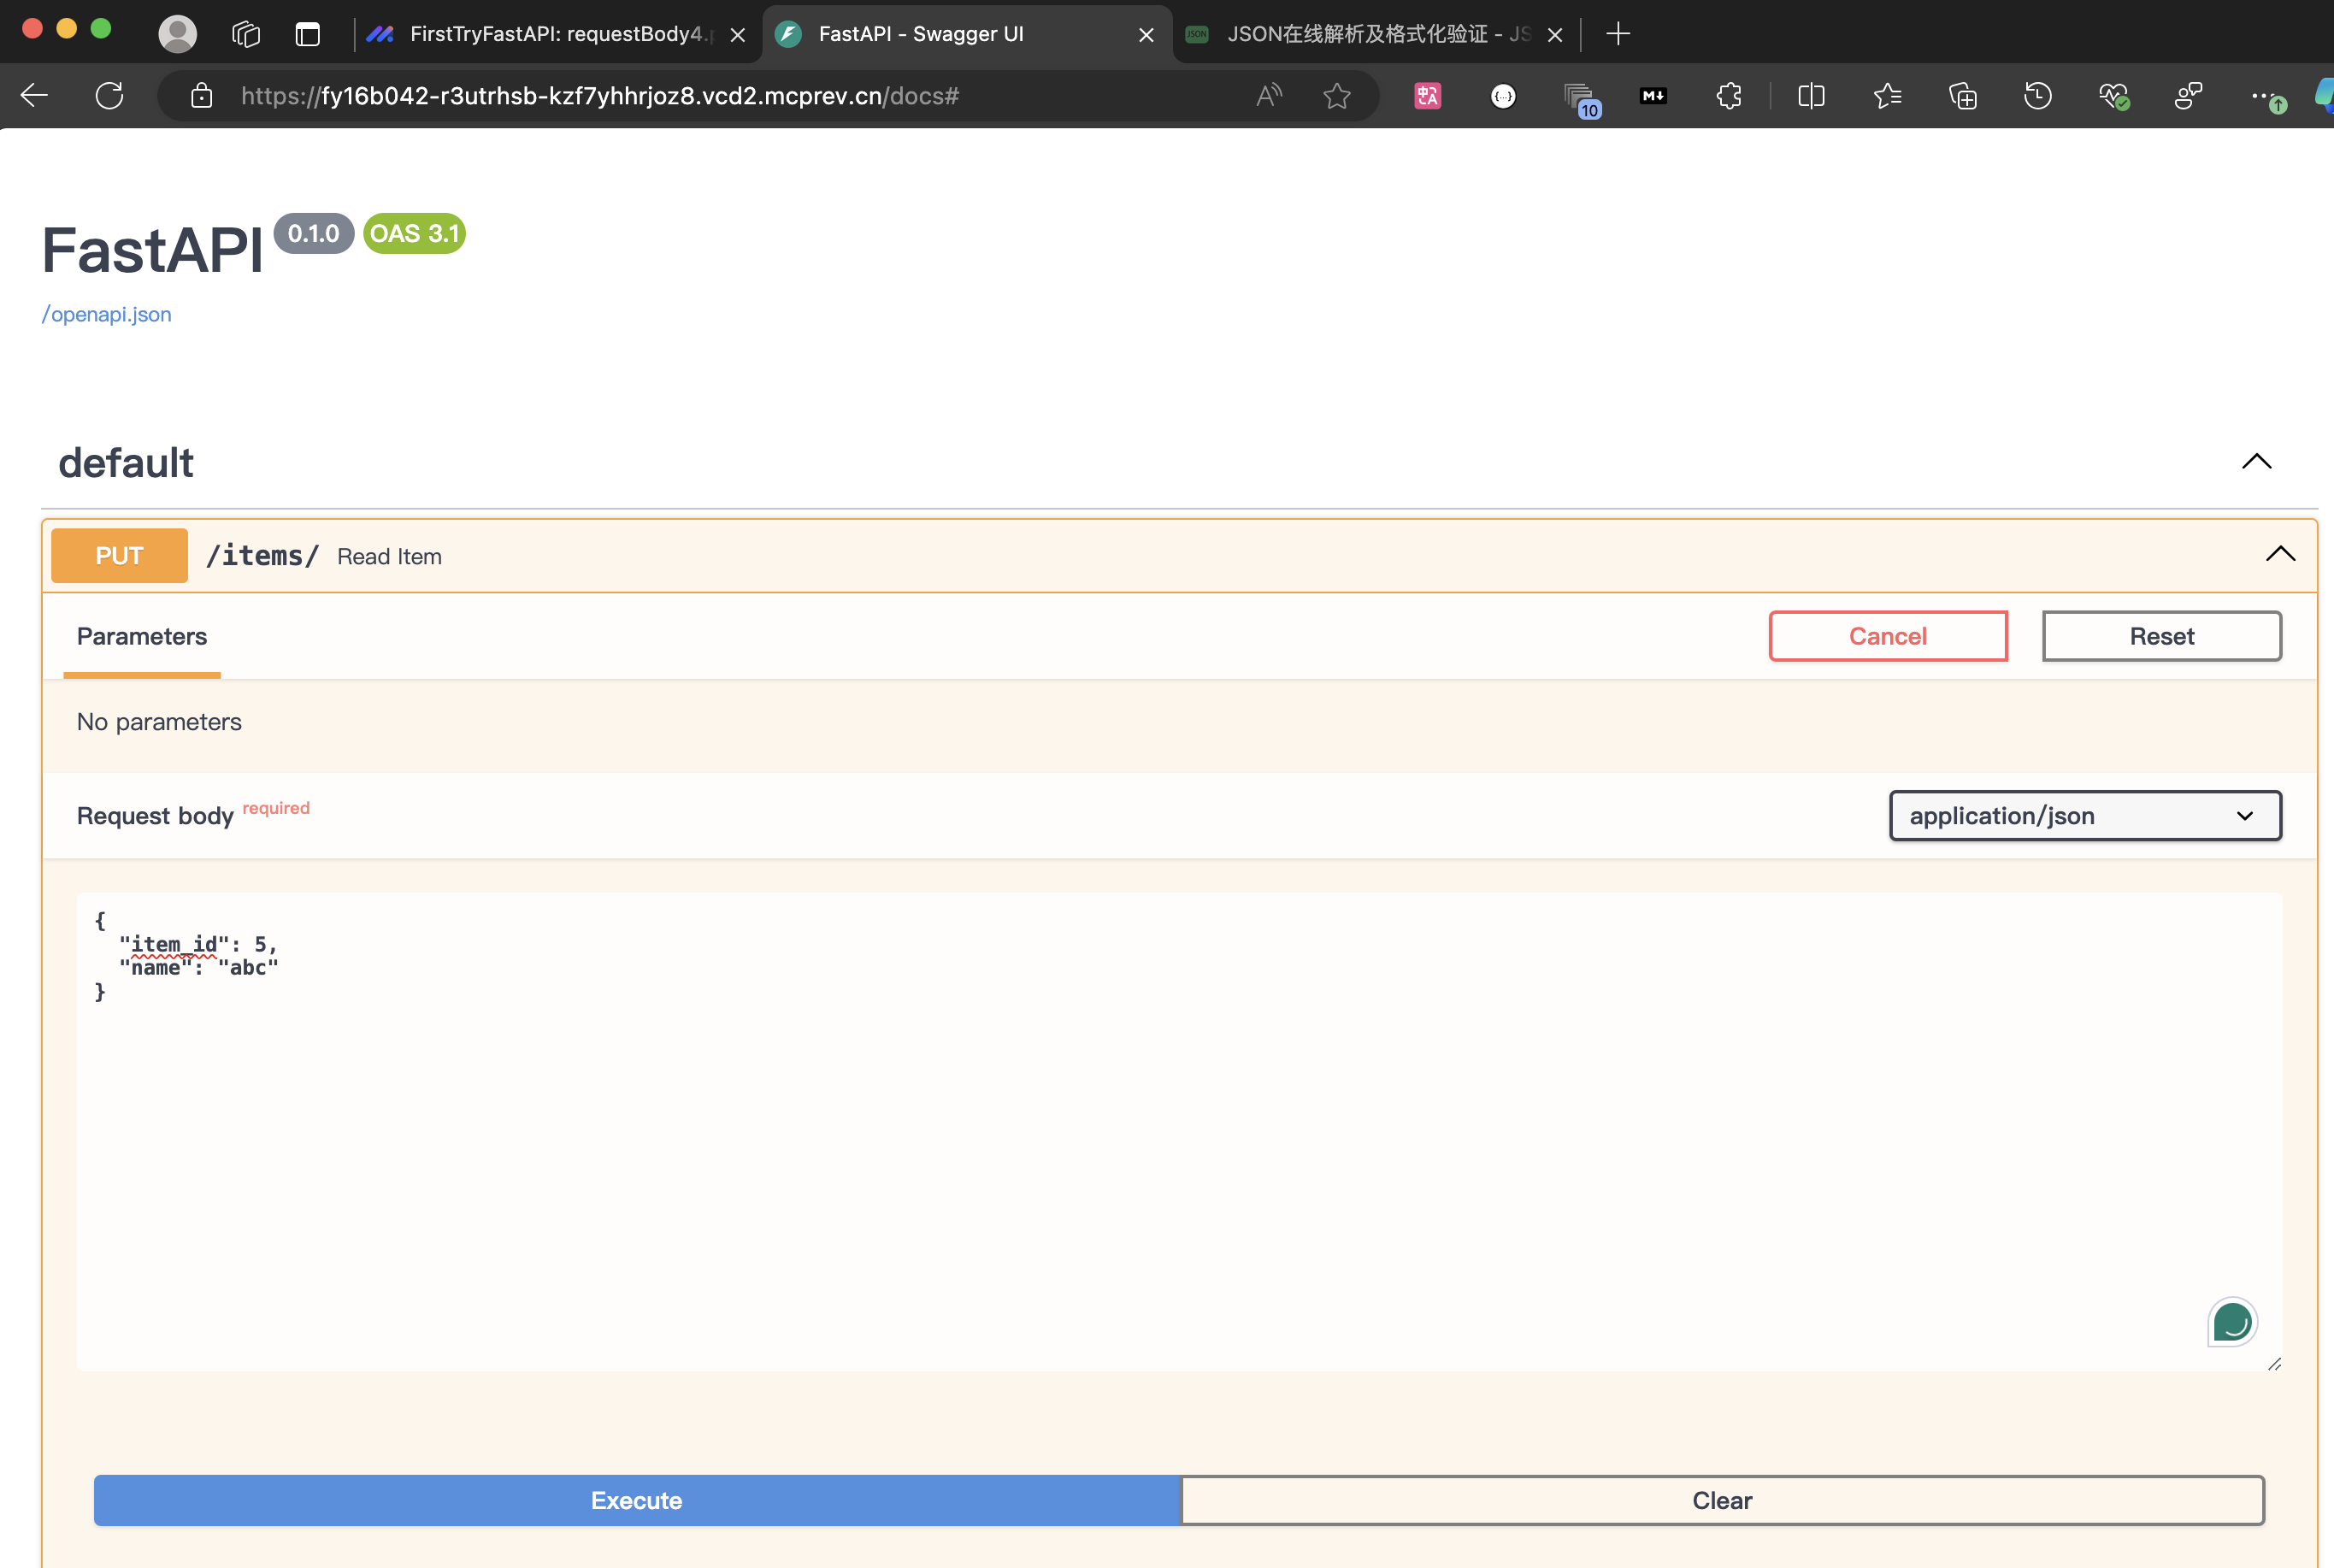 FirstTryFastAPI: requestBody4.p
FastAPI - Swagger UI
JSON
JSON在线解析及格式化验证 - JS
https://fy16b042-r3utrhsb-kzf7yhhrjoz8.vcd2.mcprev.cn/docs#
10
M
FastAPI 0.1.0 OAS 3.1
/openapi.json
default
PUT /items/ Read Item
Parameters
Cancel
Reset
No parameters
Request body required
application/json
{
"item_id": 5,
"name": "abc"
}
Execute
Clear